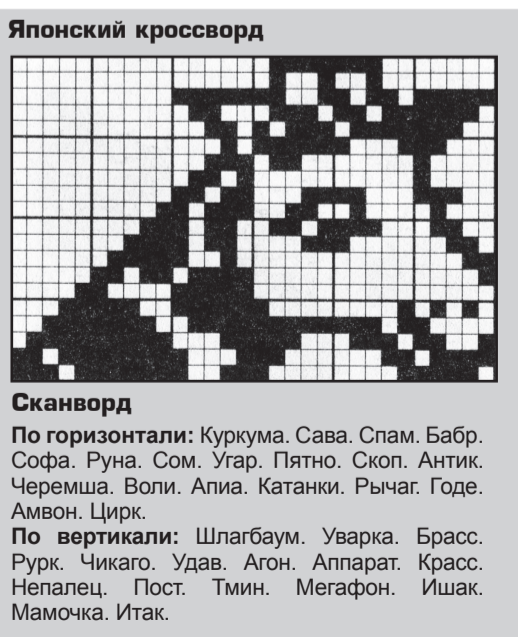 Японский кроссворд
Сканворд
По горизонтали: Куркума. Сава. Спам. Бабр.
Софа. Руна. Сом. Угар. Пятно. Скоп. Антик.
Черемша. Воли. Апиа. Катанки. Рычаг. Годе.
Амвон. Цирк.
По вертикали: Шлагбаум. Уварка. Брасс.
Рурк. Чикаго. Удав. Агон. Аппарат. Красс.
Непалец. Пост. Тмин. Мегафон. Ишак.
Мамочка. Итак.